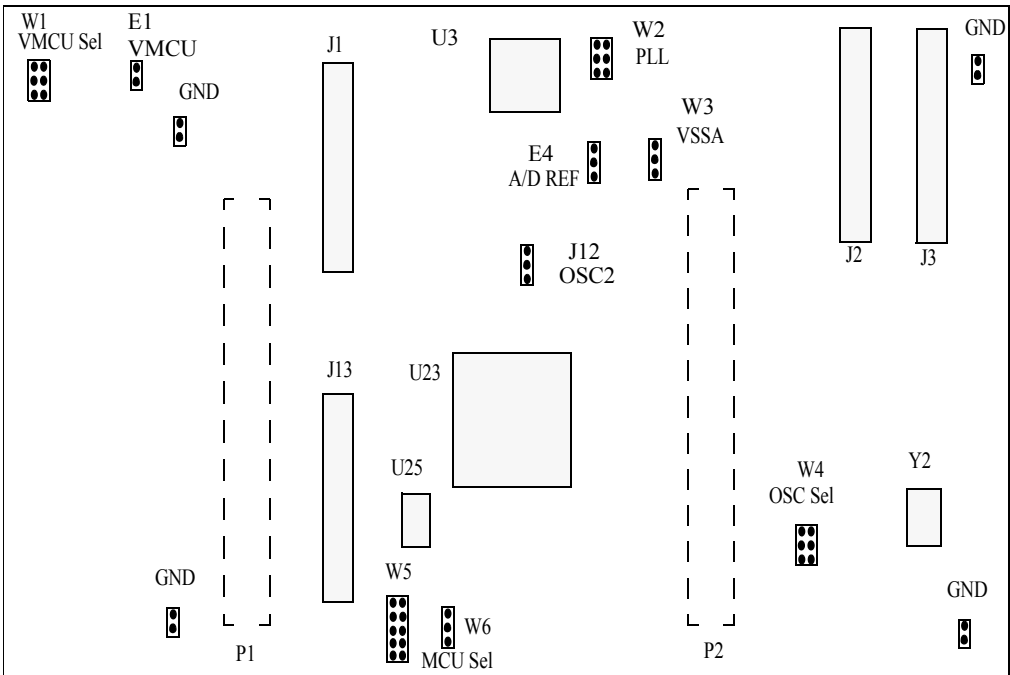 W1
VMCU Sel
E1
VMCU
GND
J1
U3
W2
PLL
W3
VSSA
E4
A/D REF
GND
J2
J3
J12
OSC2
J13
U23
U25
W4
OSC Sel
Y2
GND
W5
W6
MCU Sel
GND
P1
P2